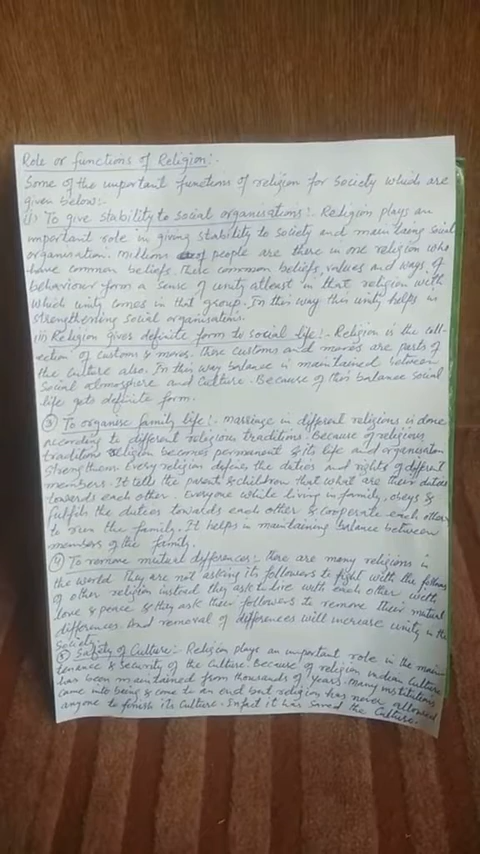 Role or functions of Religion:-
Some of the important functions of religion for Society which are
given below:-
(i) To give stability to social organisations:- Religion plays an
important role in giving stability to society and maintaing social
organisation. Millions of people are there in one religion who
have common beliefs. These common beliefs, values and ways of
behaviour form a sense of unity atleast in that religion with
which unity comes in that group. In this way this unity helps in
strengthening social organisations.
(ii) Religion gives definite form to social life:- Religion is the coll-
ection of customs & mores. These customs and mores are parts of
the culture also. In this way balance is maintained between
Social atmosphere and Culture. Because of this balance social
life gets definite form.
(3) To organise family life:- Marriage in different religions is done
according to different religious traditions. Because of religious
traditions religion becomes permanent & its life and organisation
strengthens. Every religion defines the duties and rights of different
members. It tells the parents & children that what are their duties
towards each other. Everyone while living in family, obeys &
fulfils the duties towards each other & cooperate each other
to run the family. It helps in maintaining balance between
members of the family.
(4) To remove mutual differences:- there are many religions in
the world. They are not asking its followers to fight with the followers
of other religion instead they ask to live with each other with
love & peace & they ask their followers to remove their mutual
differences. And removal of differences will increase unity in the
Society.
(5) Safety of Culture:- Religion plays an important role in the main-
tenance & security of the Culture. Because of religion Indian Culture
has been maintained from thousands of years. Many institutions
came into being & come to an end but religion has never allowed
anyone to finish its Culture. Infact it has saved the Culture.